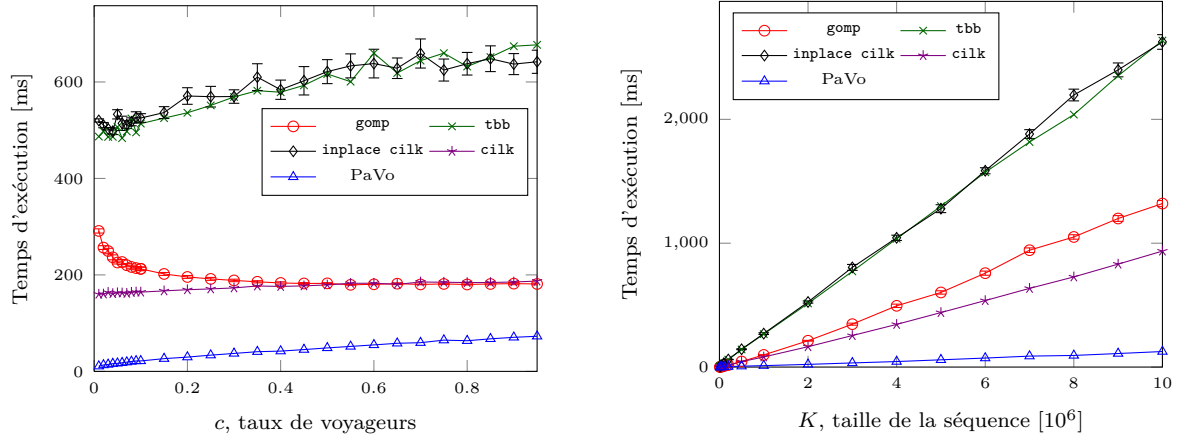 Temps d'exécution [ms]
600
400
200
0
0
0.2
0.4
0.6
0.8
c, taux de voyageurs
gomp
tbb
inplace cilk
cilk
PaVo
Temps d'exécution [ms]
2,000
1,000
0
0
2
4
6
8
10
K, taille de la séquence [10⁶]
gomp
tbb
inplace cilk
cilk
PaVo